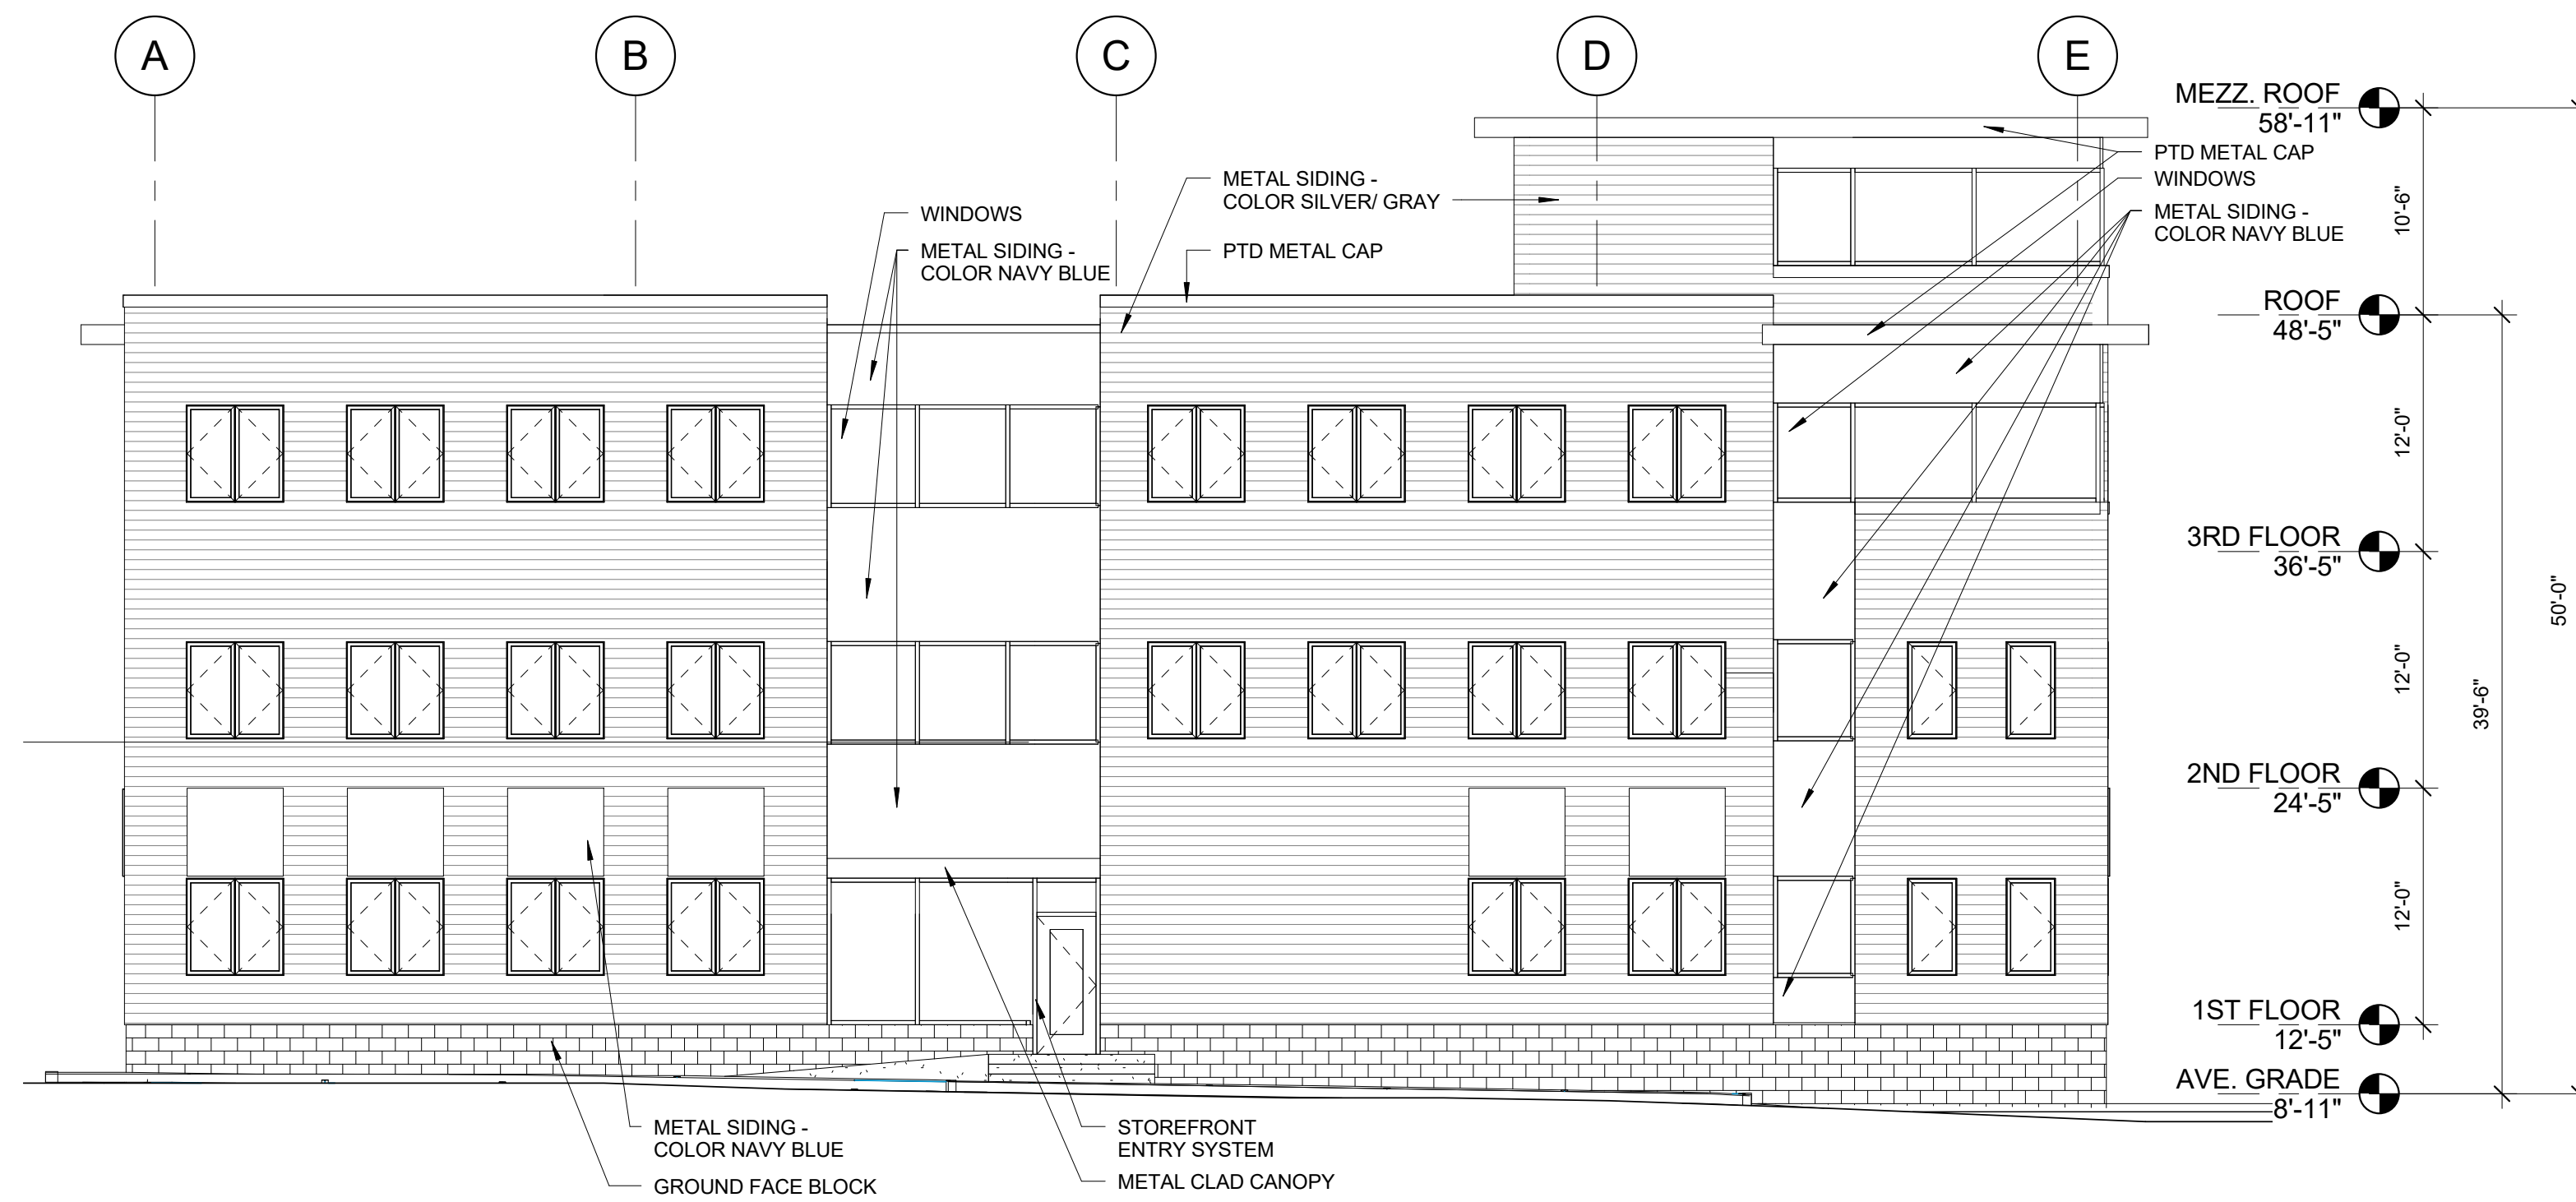 A
B
C
D
E
MEZZ. ROOF
58'-11"
PTD METAL CAP
WINDOWS
METAL SIDING -
COLOR NAVY BLUE
METAL SIDING -
COLOR SILVER/ GRAY
PTD METAL CAP
WINDOWS
METAL SIDING -
COLOR NAVY BLUE
10'-6"
ROOF
48'-5"
12'-0"
3RD FLOOR
36'-5"
50'-0"
12'-0"
39'-6"
2ND FLOOR
24'-5"
12'-0"
1ST FLOOR
12'-5"
AVE. GRADE
8'-11"
METAL SIDING -
COLOR NAVY BLUE
GROUND FACE BLOCK
STOREFRONT
ENTRY SYSTEM
METAL CLAD CANOPY